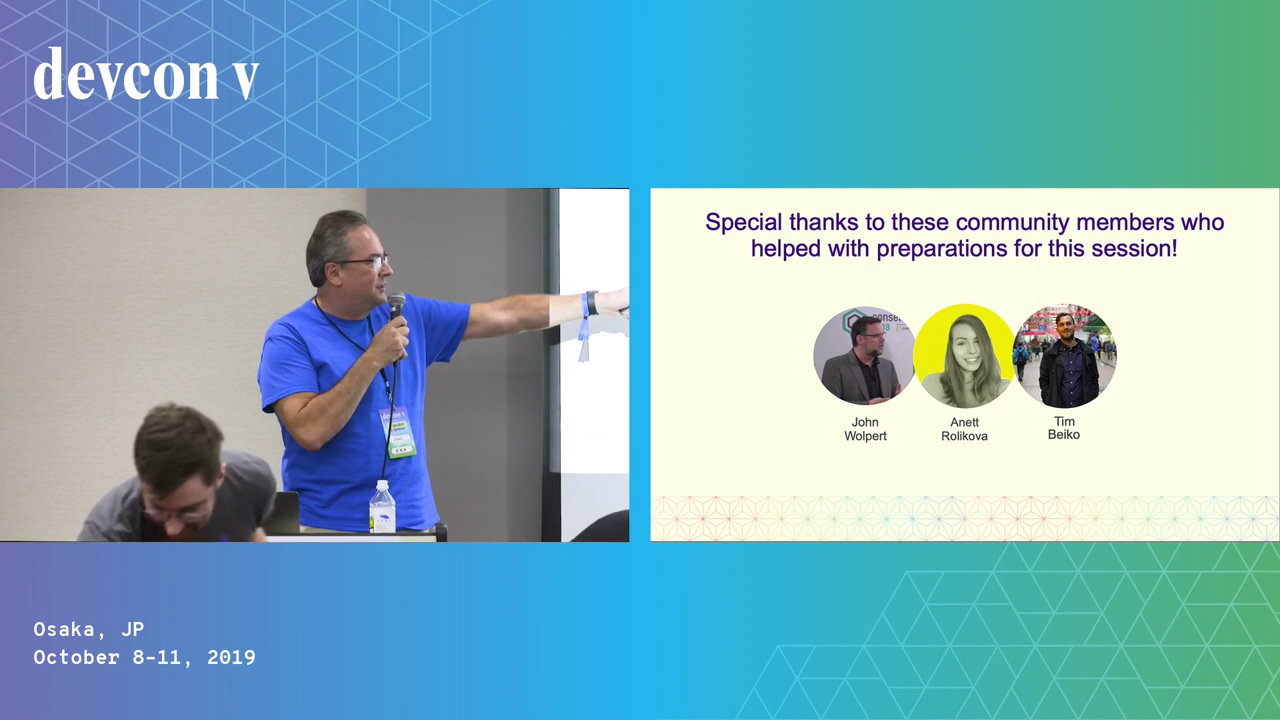 devcon v
Special thanks to these community members who
helped with preparations for this session!
John
Wolpert
Anett
Rolikova
Tim
Beiko
Osaka, JP
October 8-11, 2019